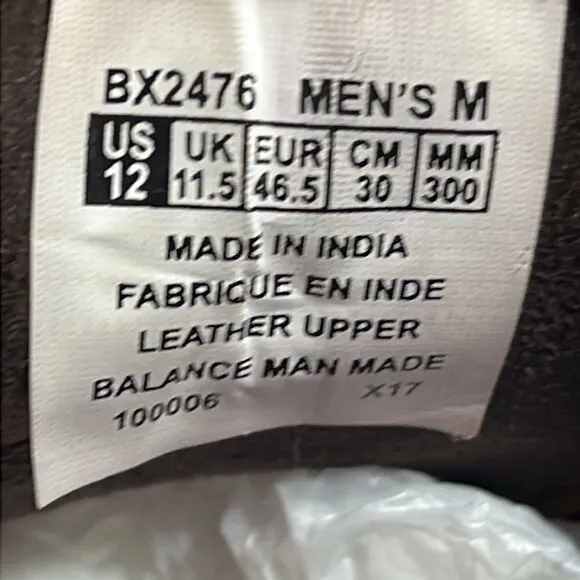 BX2476 MEN'S M
US UK EUR CM MM
12 11.5 46.5 30 300
MADE IN INDIA
FABRIQUE EN INDE
LEATHER UPPER
BALANCE MAN MADE
100006 X17